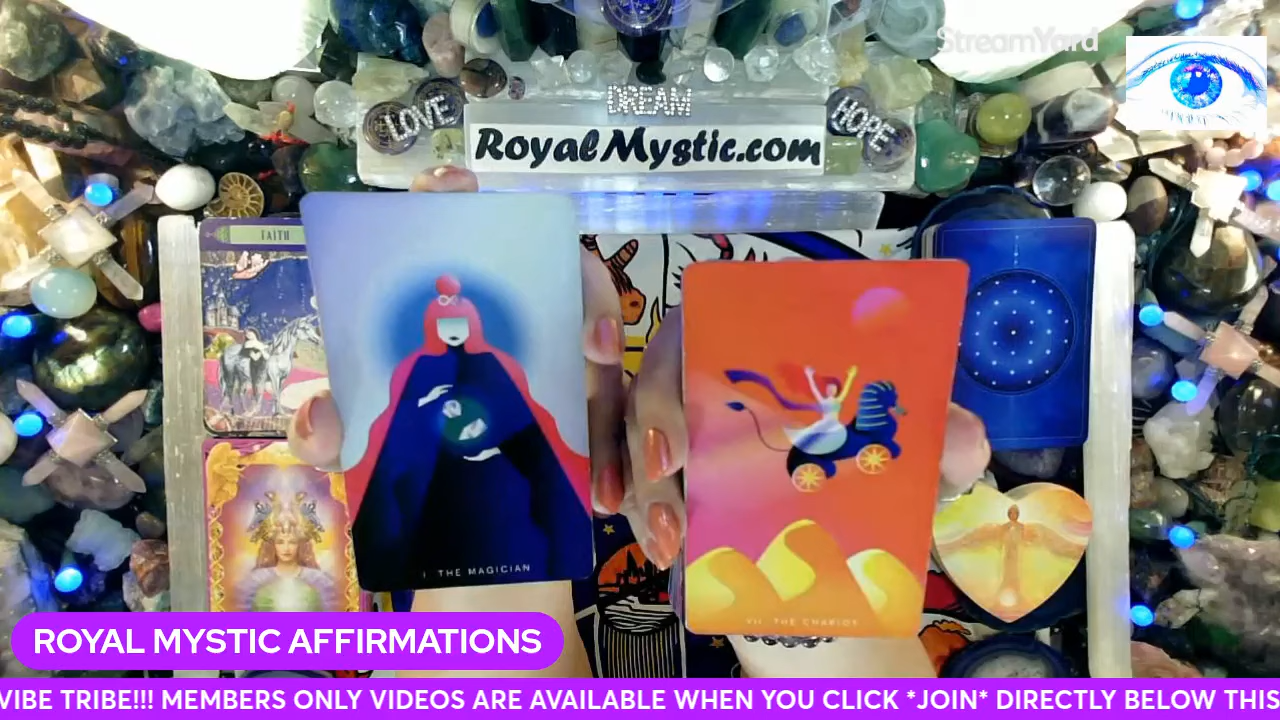 StreamYard
DREAM
LOVE
HOPE
RoyalMystic.com
FAITH
I THE MAGICIAN
VII THE CHARIOT
ROYAL MYSTIC AFFIRMATIONS
VIBE TRIBE!!! MEMBERS ONLY VIDEOS ARE AVAILABLE WHEN YOU CLICK *JOIN* DIRECTLY BELOW THIS